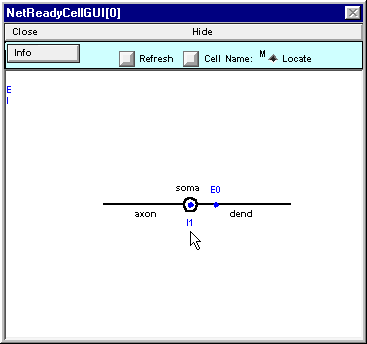 NetReadyCellGUI[0]
Close Hide
Info Refresh Cell Name: M Locate
E
I
soma E0
axon dend
I1